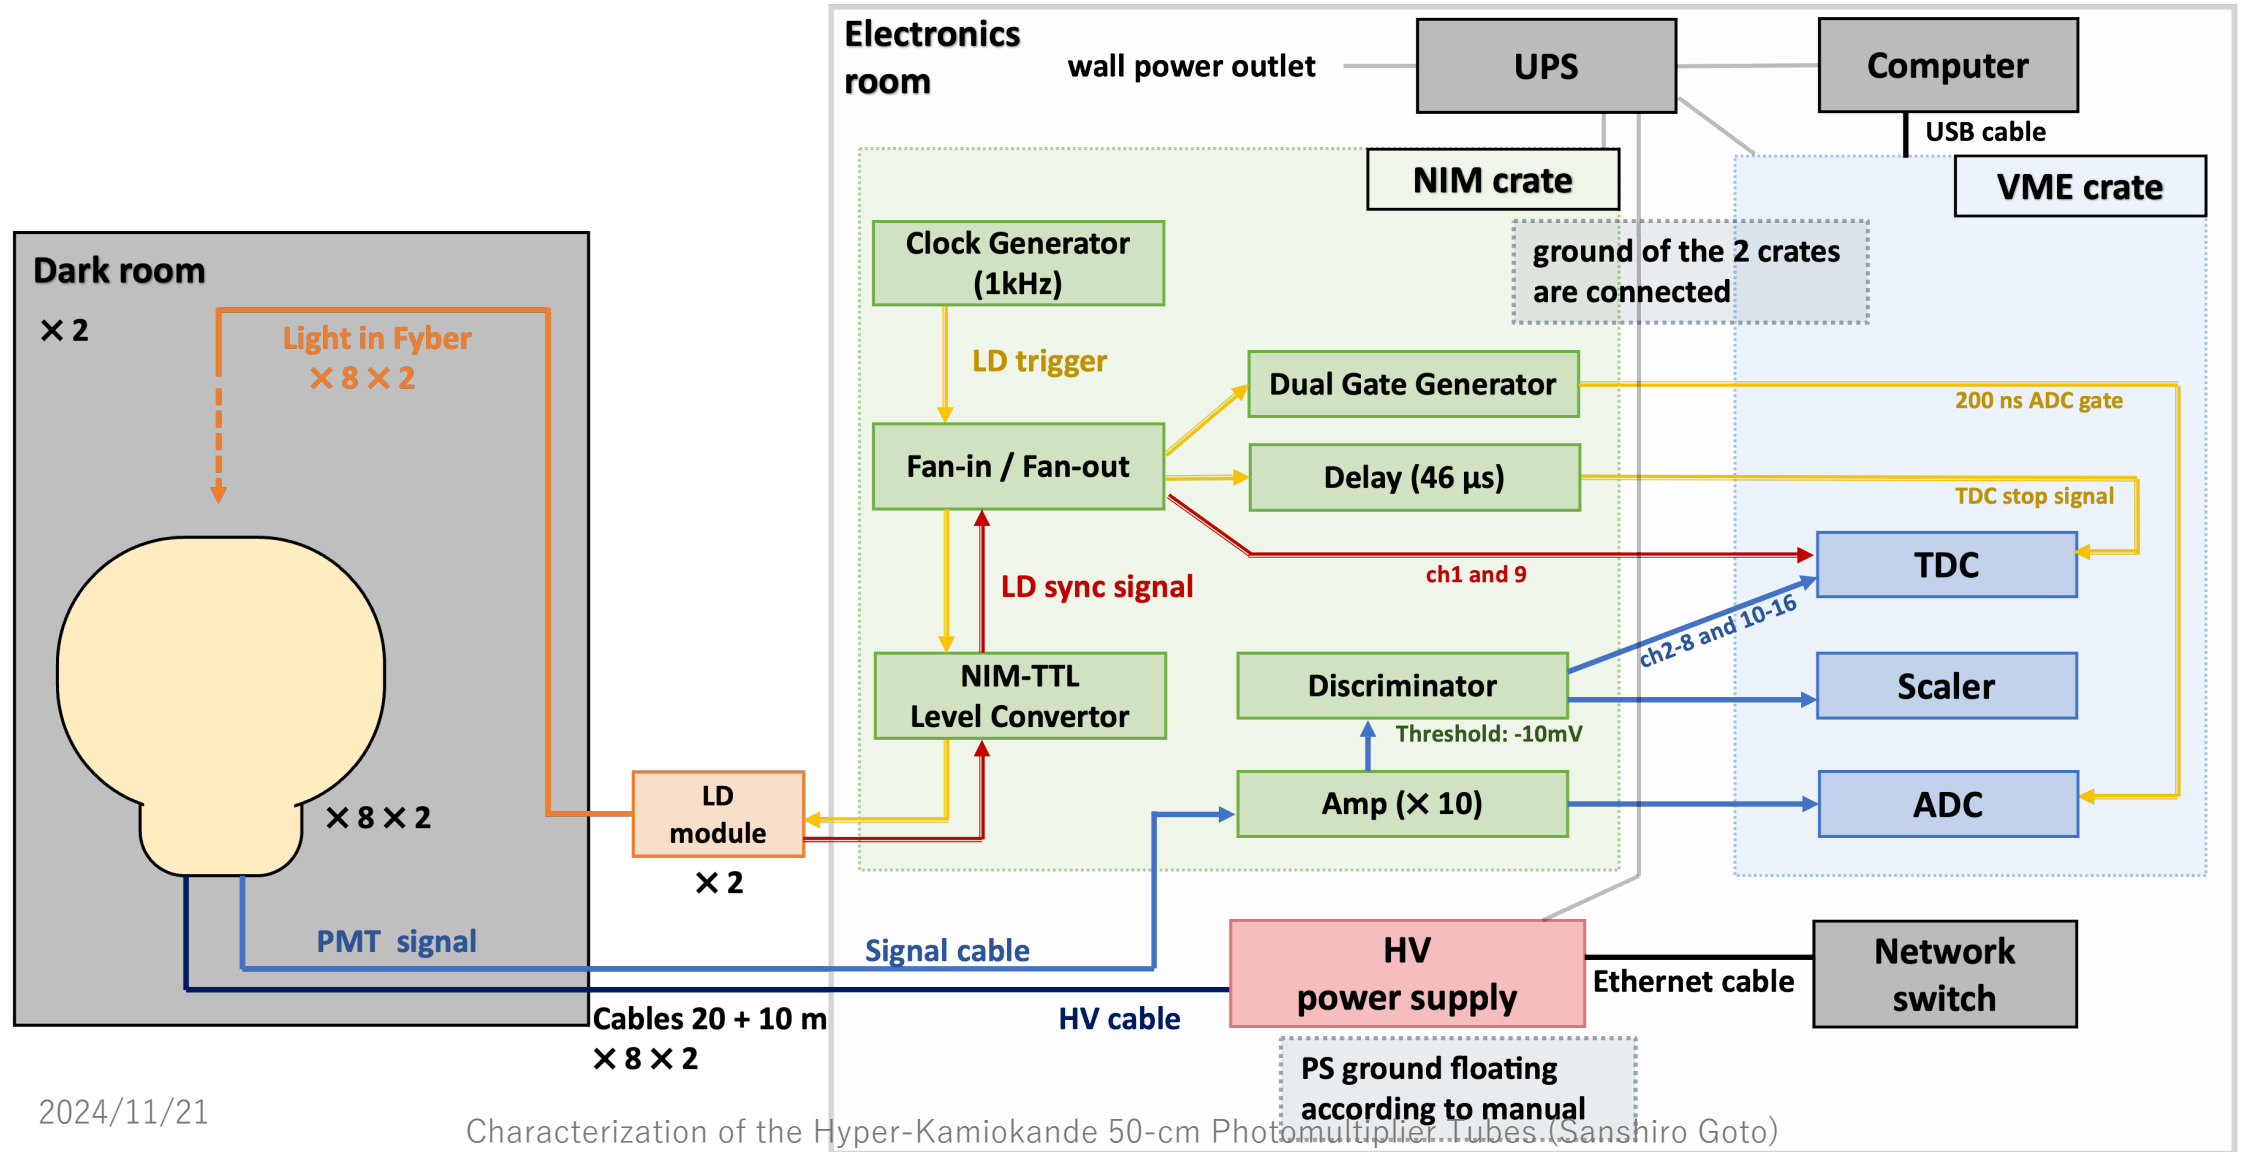 Electronics
room
wall power outlet
UPS
Computer
USB cable
NIM crate
VME crate
ground of the 2 crates
are connected
Dark room
× 2
Light in Fyber
× 8 × 2
Clock Generator
(1kHz)
LD trigger
Dual Gate Generator
200 ns ADC gate
Fan-in / Fan-out
Delay (46 μs)
TDC stop signal
TDC
ch1 and 9
LD sync signal
ch2-8 and 10-16
NIM-TTL
Level Convertor
Discriminator
Scaler
Threshold: -10mV
× 8 × 2
LD
module
× 2
Amp (× 10)
ADC
PMT signal
Signal cable
HV
power supply
Ethernet cable
Network
switch
Cables 20 + 10 m
× 8 × 2
HV cable
PS ground floating
according to manual
2024/11/21
Characterization of the Hyper-Kamiokande 50-cm Photomultiplier Tubes (Sanshiro Goto)